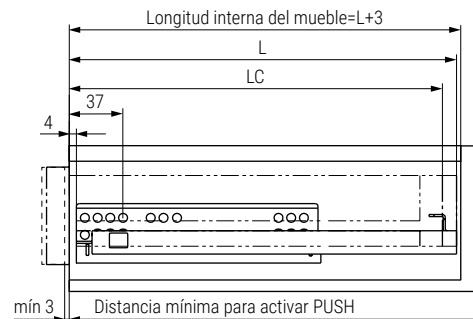 Longitud interna del mueble=L+3
L
LC
37
4
mín 3
Distancia mínima para activar PUSH